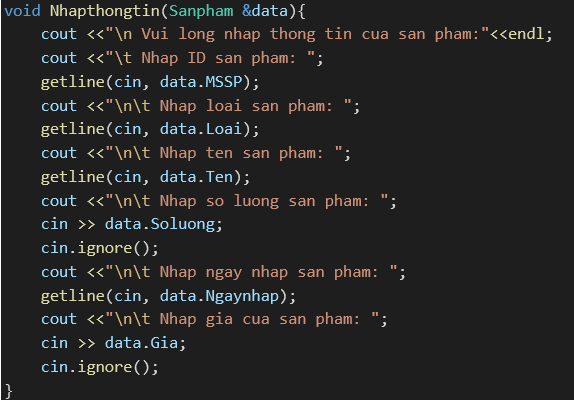 void Nhapthongtin(Sanpham &data){
    cout <<"\n Vui long nhap thong tin cua san pham:"<<endl;
    cout <<"\t Nhap ID san pham: ";
    getline(cin, data.MSSP);
    cout <<"\n\t Nhap loai san pham: ";
    getline(cin, data.Loai);
    cout <<"\n\t Nhap ten san pham: ";
    getline(cin, data.Ten);
    cout <<"\n\t Nhap so luong san pham: ";
    cin >> data.Soluong;
    cin.ignore();
    cout <<"\n\t Nhap ngay nhap san pham: ";
    getline(cin, data.Ngaynhap);
    cout <<"\n\t Nhap gia cua san pham: ";
    cin >> data.Gia;
    cin.ignore();
}